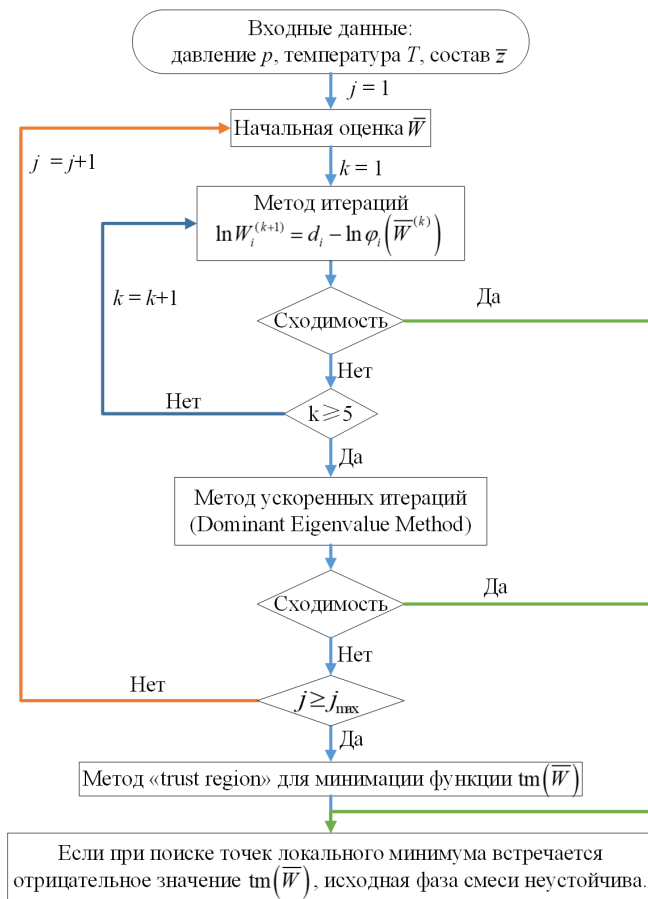 Входные данные:
давление p, температура T, состав z̅
j = 1
Начальная оценка W̅
j = j+1
k = 1
Метод итераций
ln W_i^(k+1) = d_i − ln φ_i(W̅^(k))
k = k+1
Да
Сходимость
Нет
Нет
k ≥ 5
Да
Метод ускоренных итераций
(Dominant Eigenvalue Method)
Да
Сходимость
Нет
Нет
j ≥ j_max
Да
Метод «trust region» для минимации функции tm(W̅)
Если при поиске точек локального минимума встречается
отрицательное значение tm(W̅), исходная фаза смеси неустойчива.